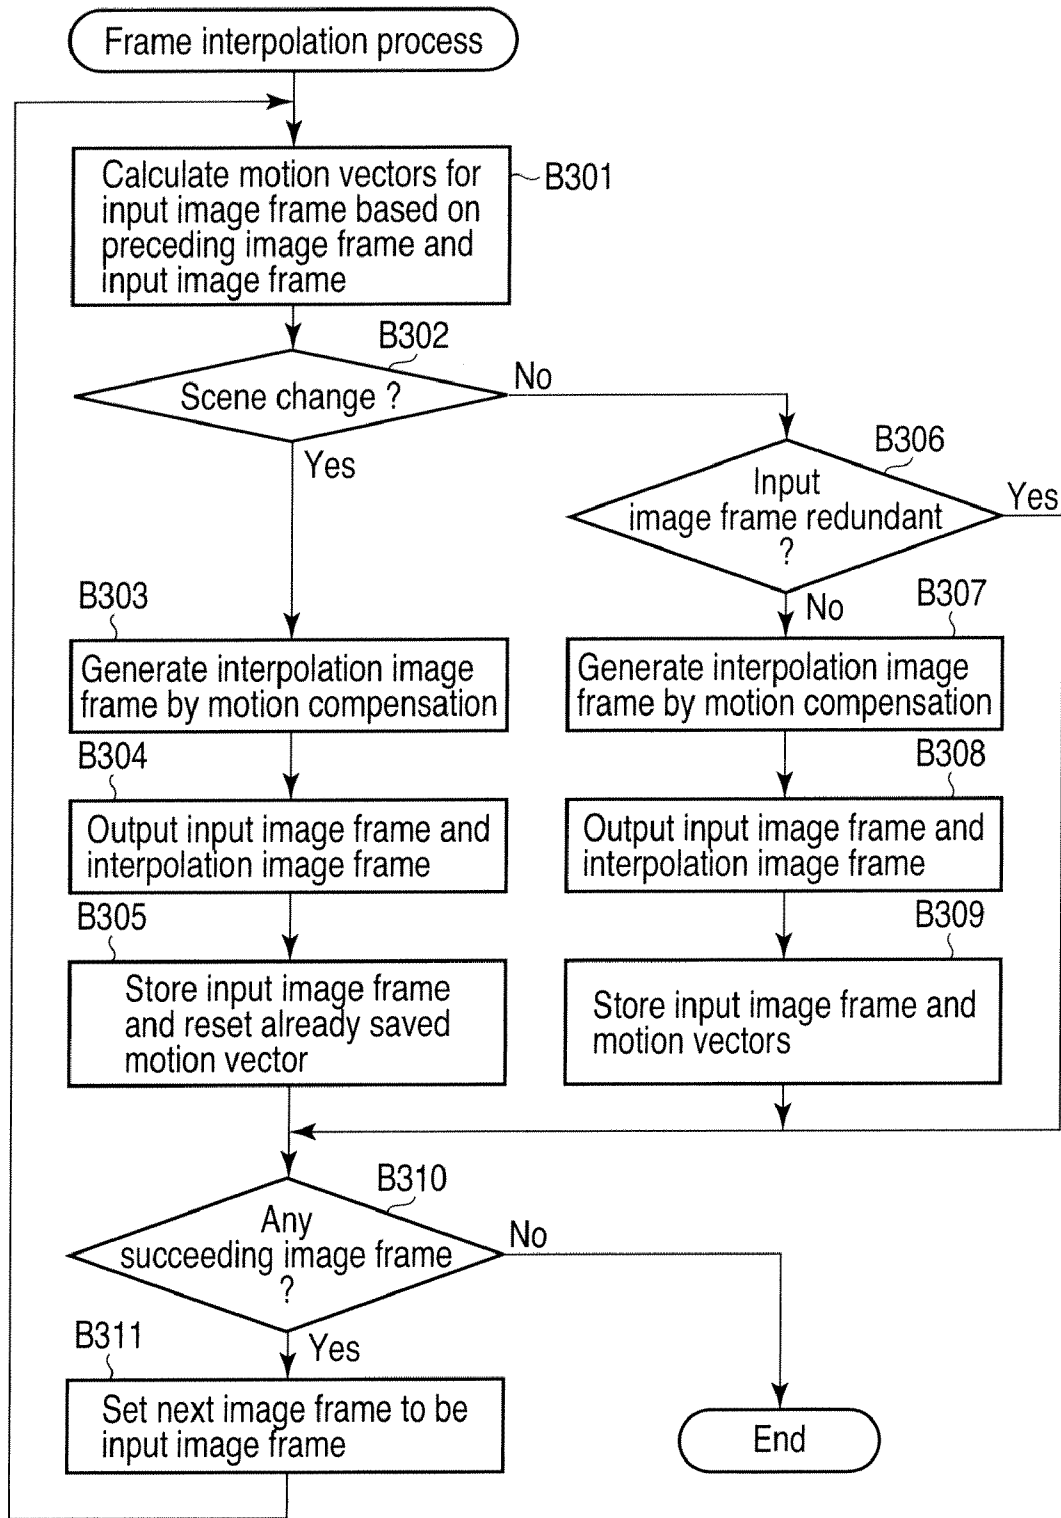 Frame interpolation process
Calculate motion vectors for
input image frame based on
preceding image frame and
input image frame
B301
B302
Scene change ?
No
Yes
B306
Input
image frame redundant
?
Yes
No
B303
Generate interpolation image
frame by motion compensation
B307
Generate interpolation image
frame by motion compensation
B304
Output input image frame and
interpolation image frame
B308
Output input image frame and
interpolation image frame
B305
Store input image frame
and reset already saved
motion vector
B309
Store input image frame and
motion vectors
B310
Any
succeeding image frame
?
No
Yes
B311
Set next image frame to be
input image frame
End